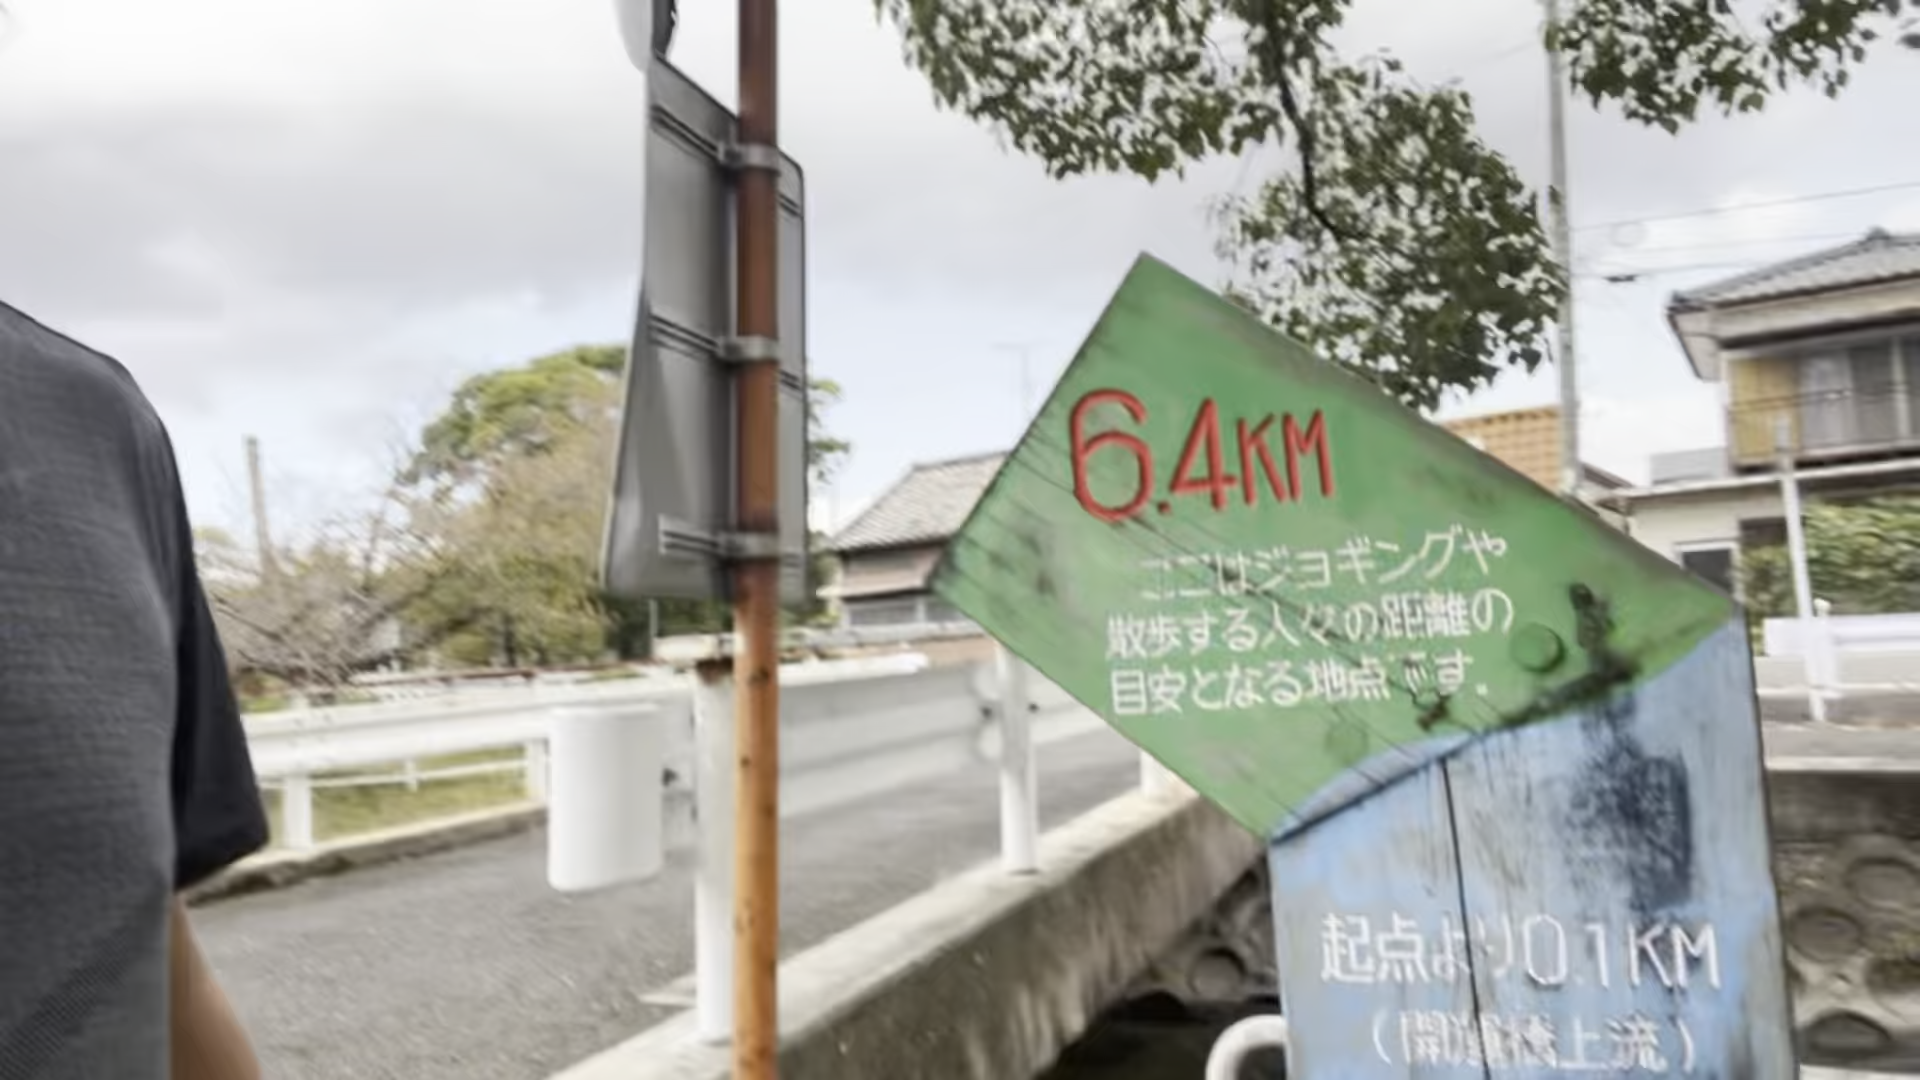 6.4KM
ここはジョギングや
散歩する人々の距離の
目安となる地点です。
起点より0.1KM
（開運橋上流）